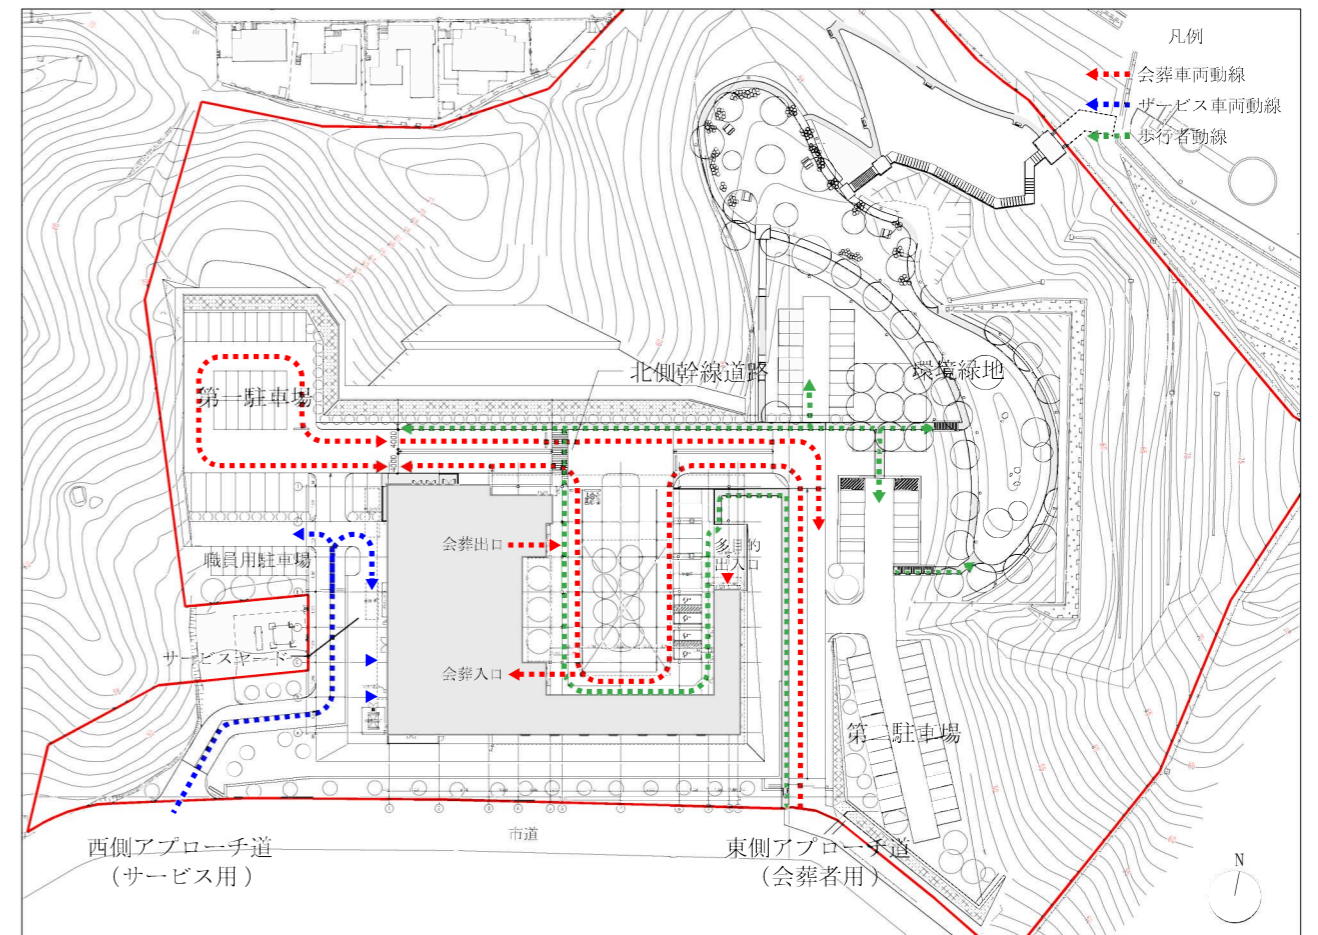 凡例
会葬車両動線
サービス車両動線
歩行者動線
北側幹線道路
環境緑地
第一駐車場
4000
4000
会葬出口
多目的
出入口
職員用駐車場
サービスヤード
会葬入口
第二駐車場
市道
西側アプローチ道
（サービス用）
東側アプローチ道
（会葬者用）
N